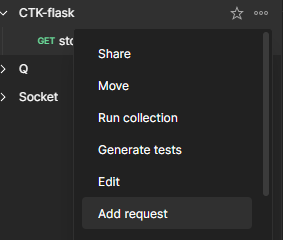 CTK-flask
GET sto
Share
Move
Q
Run collection
Socket
Generate tests
Edit
Add request